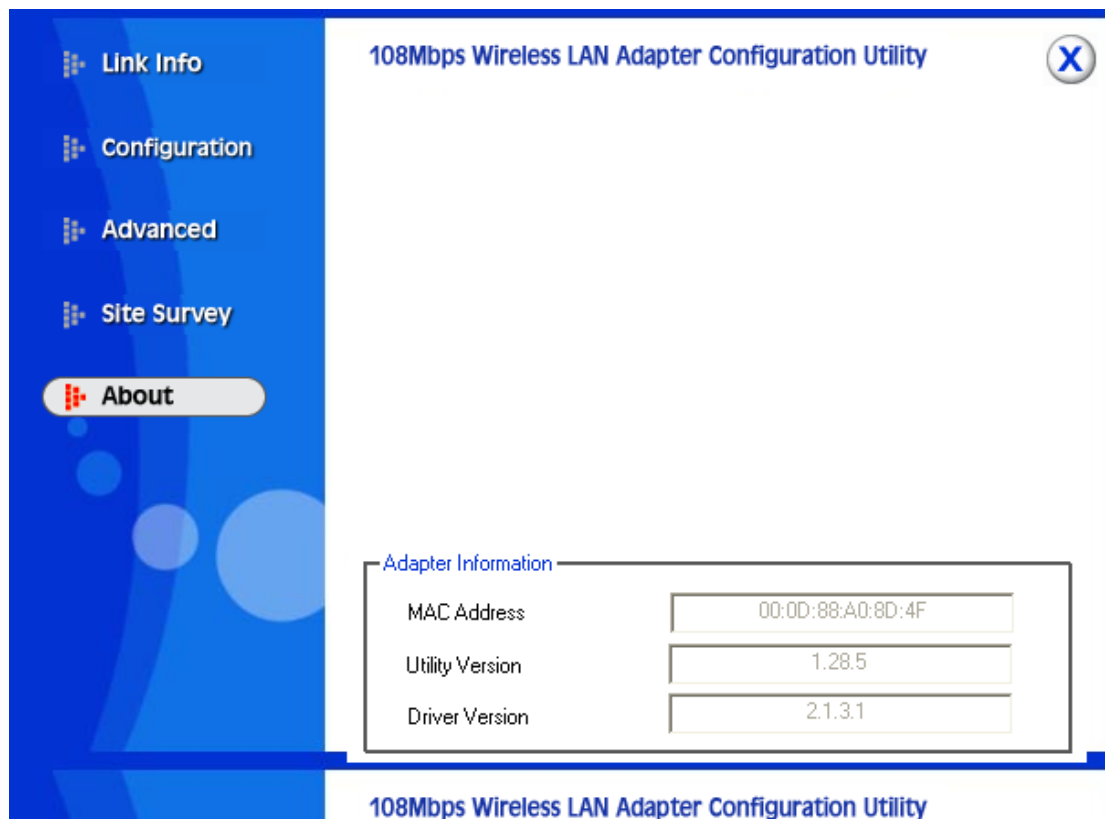 108Mbps Wireless LAN Adapter Configuration Utility
X
Link Info
Configuration
Advanced
Site Survey
About
Adapter Information
MAC Address 00:0D:88:A0:8D:4F
Utility Version 1.28.5
Driver Version 2.1.3.1
108Mbps Wireless LAN Adapter Configuration Utility